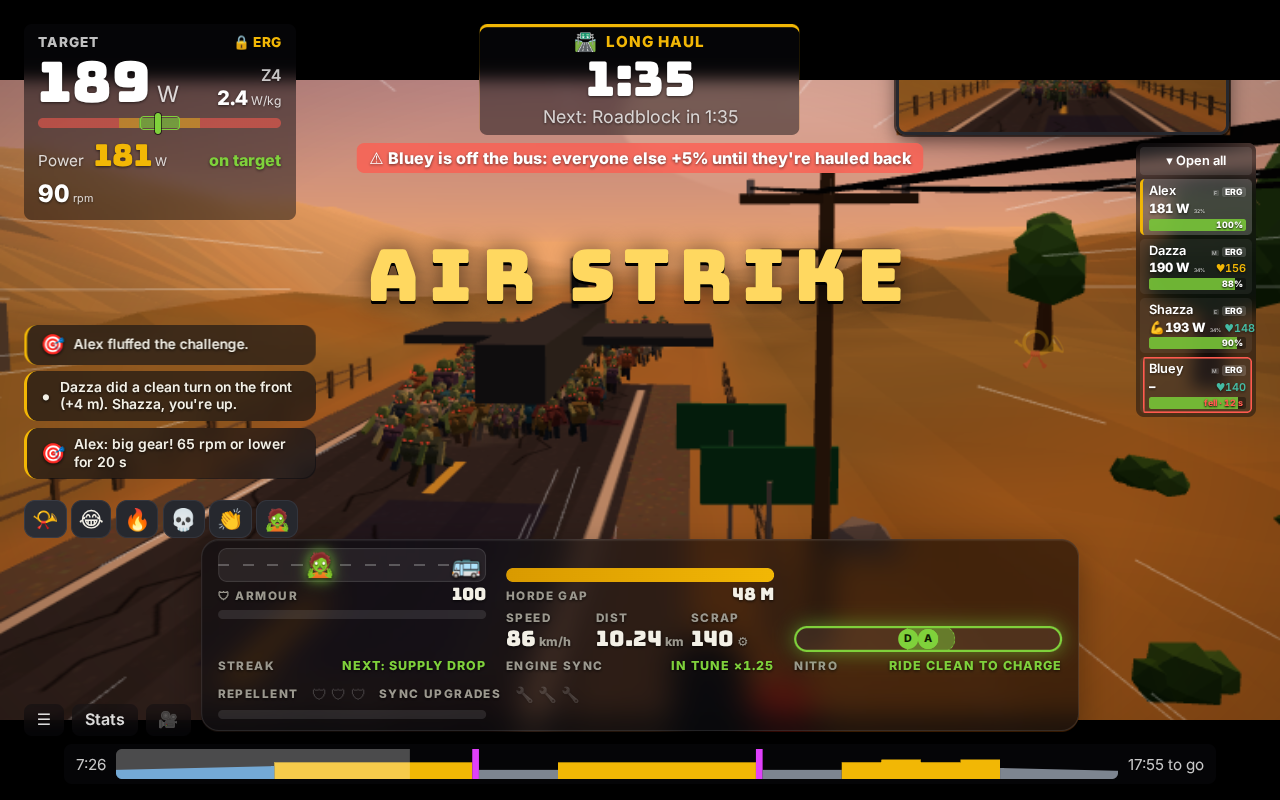 TARGET
🔒 ERG
189 W
Z4
2.4 W/kg
Power 181 W
on target
90 rpm
LONG HAUL
1:35
Next: Roadblock in 1:35
⚠ Bluey is off the bus: everyone else +5% until they're hauled back
AIR STRIKE
▾ Open all
Alex
E ERG
181 W 32%
100%
Dazza
M ERG
190 W 34% ♥156
88%
Shazza
E ERG
💪193 W 34% ♥148
90%
Bluey
M ERG
– ♥140
fell · 12 s
Alex fluffed the challenge.
Dazza did a clean turn on the front
(+4 m). Shazza, you're up.
Alex: big gear! 65 rpm or lower
for 20 s
ARMOUR 100
HORDE GAP 48 M
SPEED DIST SCRAP
86 km/h 10.24 km 140
D A
STREAK NEXT: SUPPLY DROP
ENGINE SYNC IN TUNE ×1.25
NITRO RIDE CLEAN TO CHARGE
REPELLENT SYNC UPGRADES
☰ Stats
7:26
17:55 to go